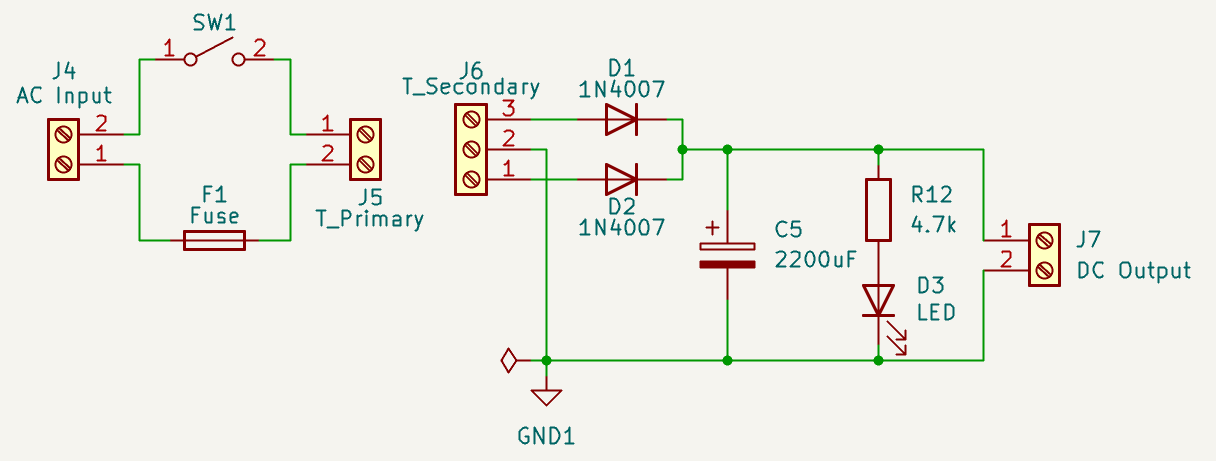 SW1
1 2
J4
AC Input
2
1
F1
Fuse
1
2
J5
T_Primary
J6
T_Secondary
3
2
1
D1
1N4007
D2
1N4007
+
C5
2200uF
R12
4.7k
D3
LED
1
2
J7
DC Output
GND1